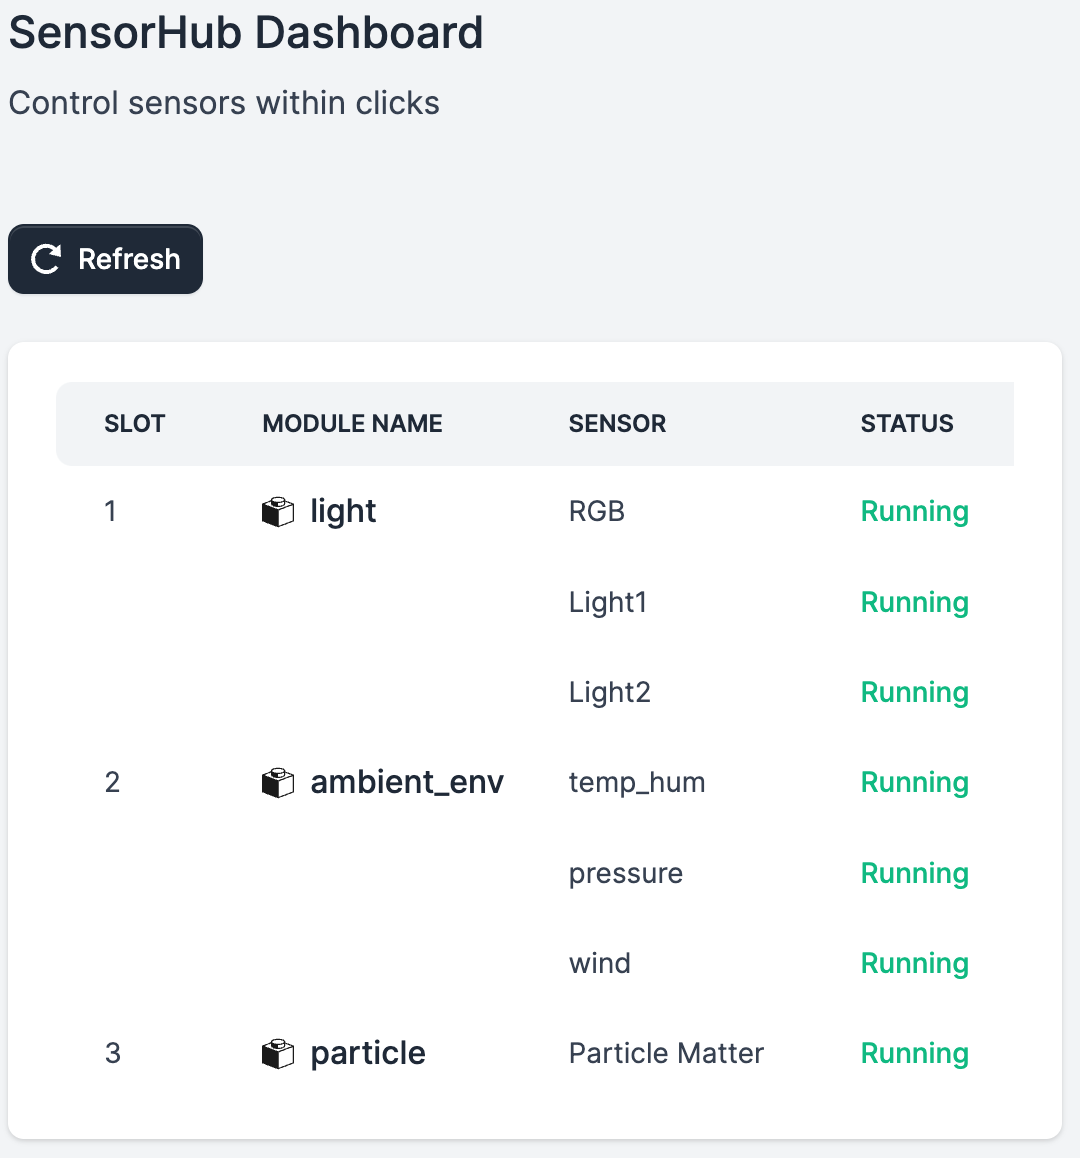 SensorHub Dashboard
Control sensors within clicks
Refresh
SLOT MODULE NAME SENSOR STATUS
1 light RGB Running
Light1 Running
Light2 Running
2 ambient_env temp_hum Running
pressure Running
wind Running
3 particle Particle Matter Running